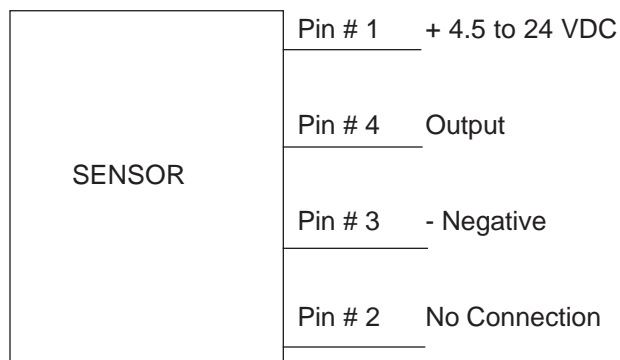 Pin # 1 + 4.5 to 24 VDC
Pin # 4 Output
SENSOR
Pin # 3 - Negative
Pin # 2 No Connection